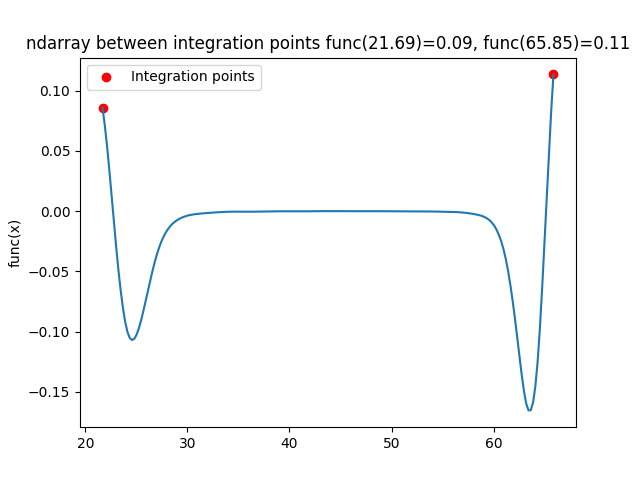 ndarray between integration points func(21.69)=0.09, func(65.85)=0.11
Integration points
func(x)
0.10
0.05
0.00
−0.05
−0.10
−0.15
20 30 40 50 60